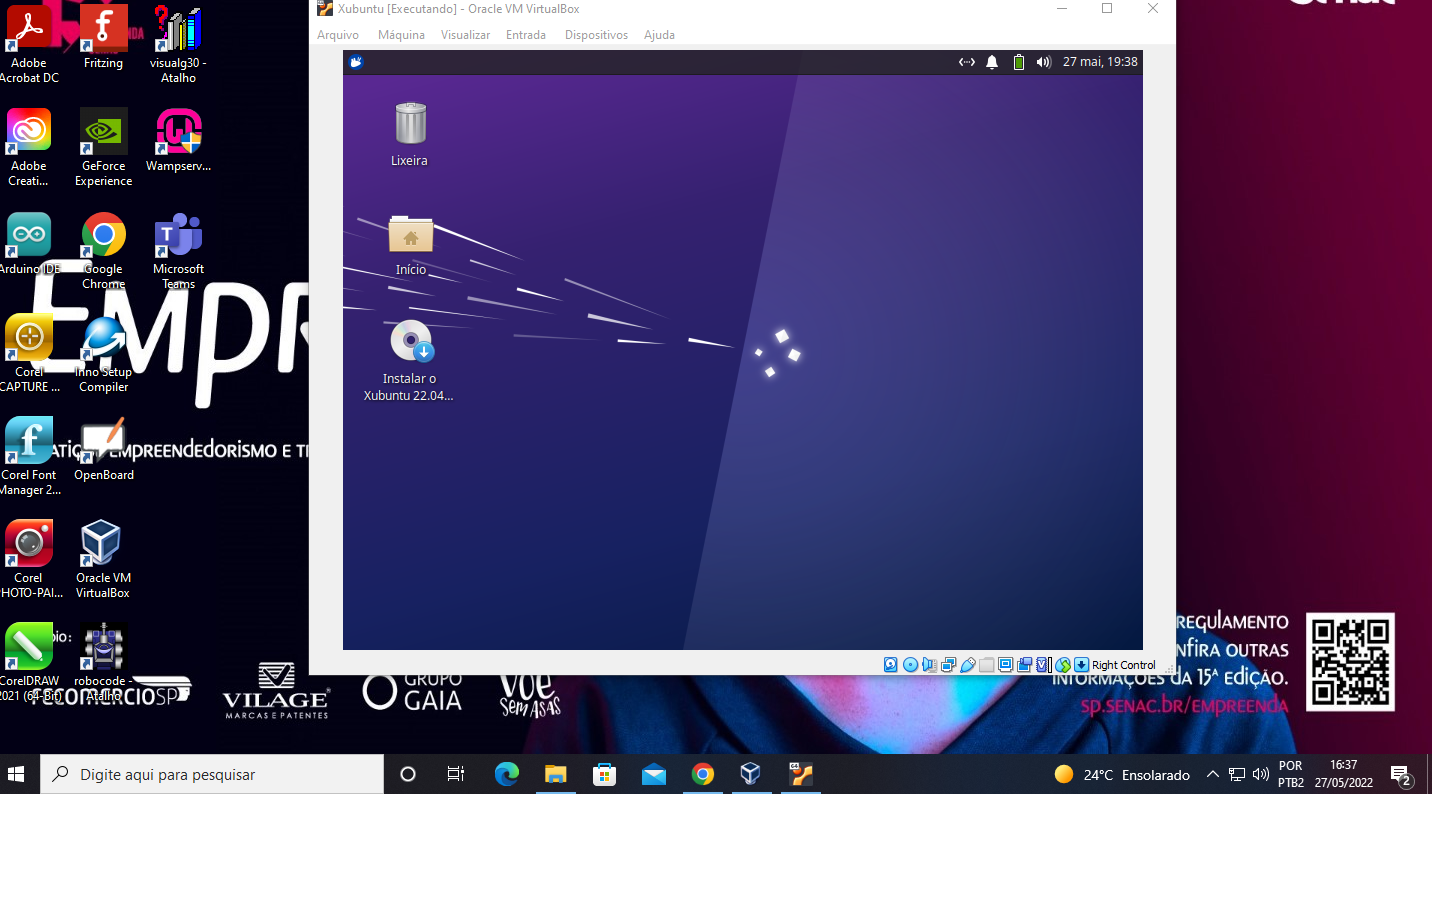 Xubuntu [Executando] - Oracle VM VirtualBox
Arquivo Máquina Visualizar Entrada Dispositivos Ajuda
27 mai, 19:38
Lixeira
Início
Instalar o
Xubuntu 22.04...
Right Control
Adobe
Acrobat DC
Fritzing
visualg30 -
Atalho
Adobe
Creati...
GeForce
Experience
Wampserv...
Arduino IDE
Google
Chrome
Microsoft
Teams
Corel
CAPTURE ...
Inno Setup
Compiler
Corel Font
Manager 2...
OpenBoard
Corel
PHOTO-PAI...
Oracle VM
VirtualBox
CorelDRAW
2021 (64-Bit)
robocode -
Atalho
EMPR
EMPREENDEDORISMO E
VILAGE
MARCAS E PATENTES
GRUPO
GAIA
VOE
SEM ASAS
REGULAMENTO
OUTRAS
INFORMAÇÕES DA 15ª EDIÇÃO.
sp.senac.br/empreenda
Digite aqui para pesquisar
64
24°C Ensolarado
POR
PTB2
16:37
27/05/2022
2